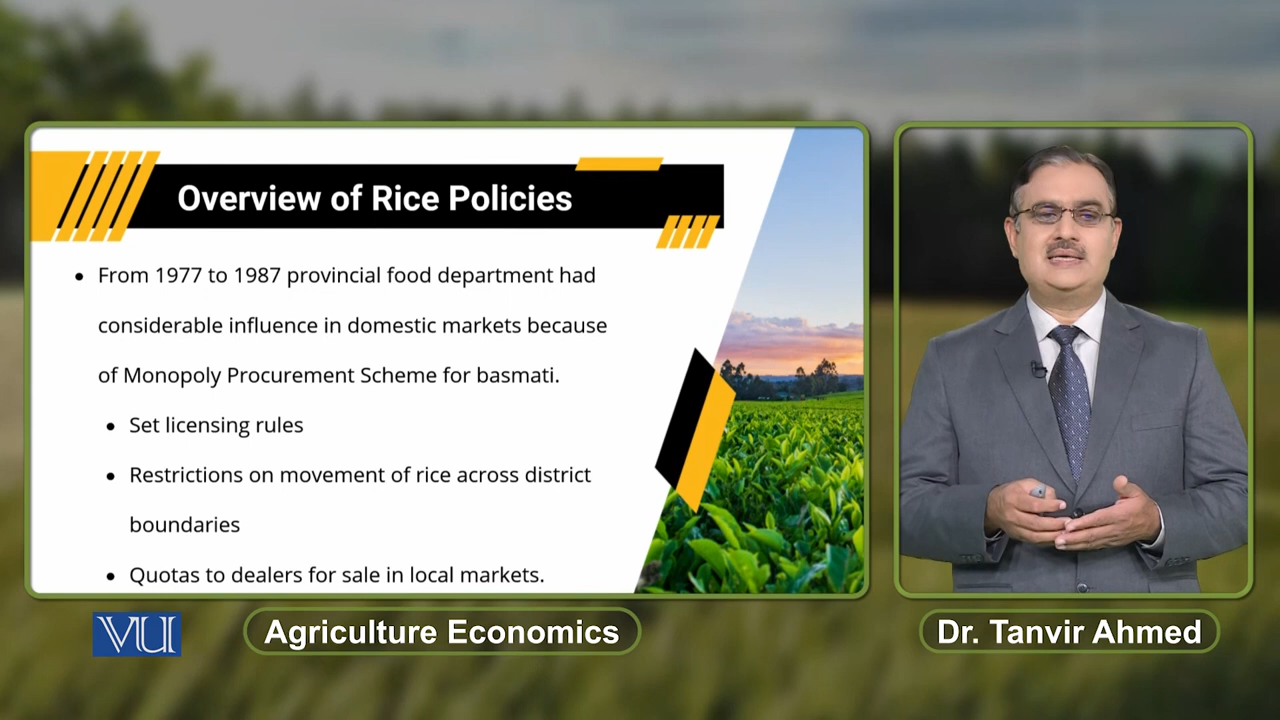 Overview of Rice Policies
• From 1977 to 1987 provincial food department had
considerable influence in domestic markets because
of Monopoly Procurement Scheme for basmati.
• Set licensing rules
• Restrictions on movement of rice across district
boundaries
• Quotas to dealers for sale in local markets.
VU
Agriculture Economics
Dr. Tanvir Ahmed